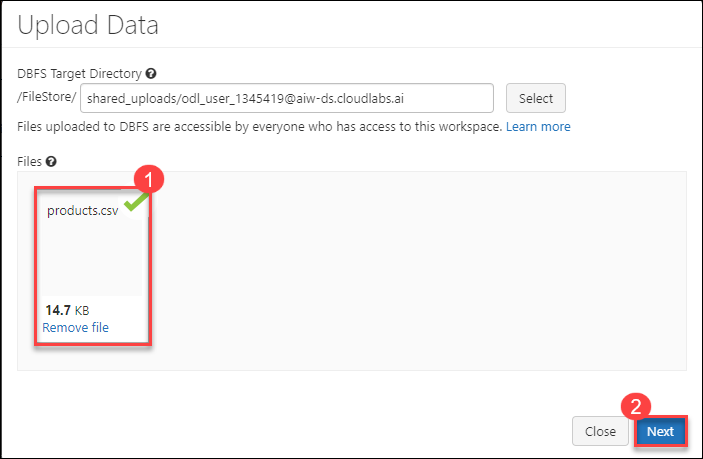 Upload Data
DBFS Target Directory ?
/FileStore/ shared_uploads/odl_user_1345419@aiw-ds.cloudlabs.ai Select
Files uploaded to DBFS are accessible by everyone who has access to this workspace. Learn more
Files ?
1
products.csv
14.7 KB
Remove file
2
Close Next